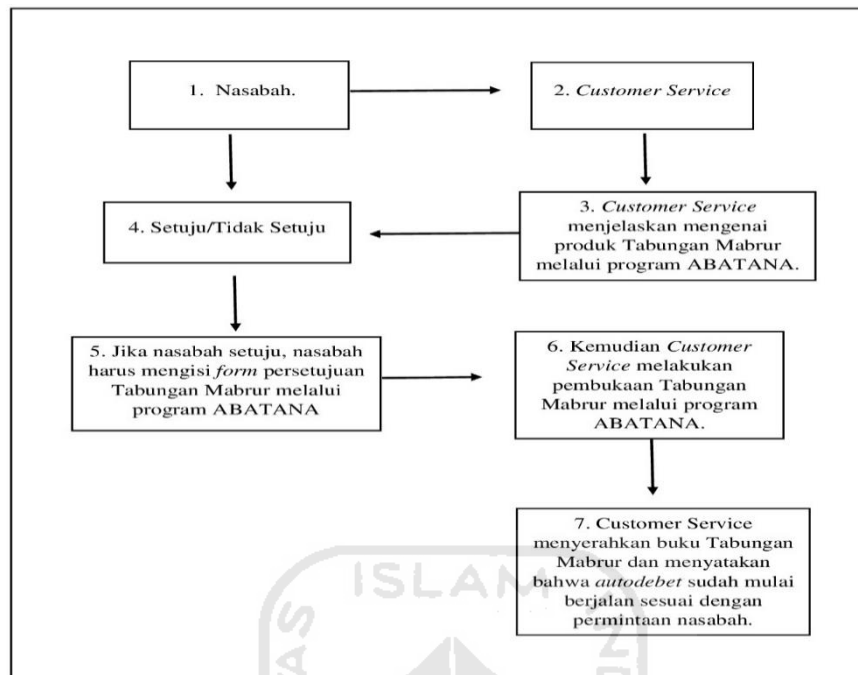 1. Nasabah.
2. Customer Service
3. Customer Service
menjelaskan mengenai
produk Tabungan Mabrur
melalui program ABATANA.
4. Setuju/Tidak Setuju
5. Jika nasabah setuju, nasabah
harus mengisi form persetujuan
Tabungan Mabrur melalui
program ABATANA
6. Kemudian Customer
Service melakukan
pembukaan Tabungan
Mabrur melalui program
ABATANA.
7. Customer Service
menyerahkan buku Tabungan
Mabrur dan menyatakan
bahwa autodebet sudah mulai
berjalan sesuai dengan
permintaan nasabah.
ISLAM